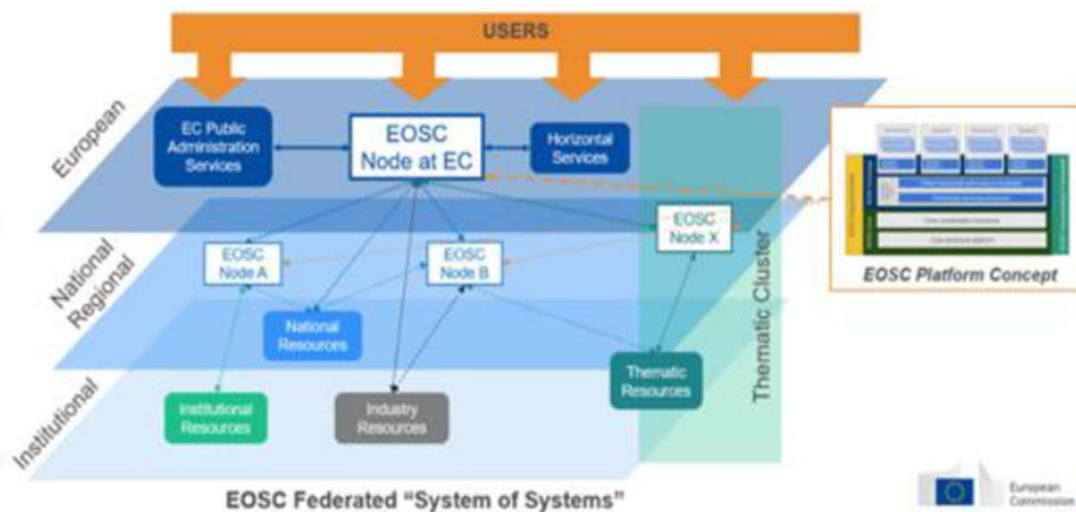 USERS
European
EC Public
Administration
Services
EOSC
Node at EC
Horizontal
Services
National
Regional
EOSC
Node A
EOSC
Node B
EOSC
Node X
EOSC Platform Concept
National
Resources
Thematic
Resources
Thematic Cluster
Institutional
Institutional
Resources
Industry
Resources
EOSC Federated “System of Systems”
European
Commission